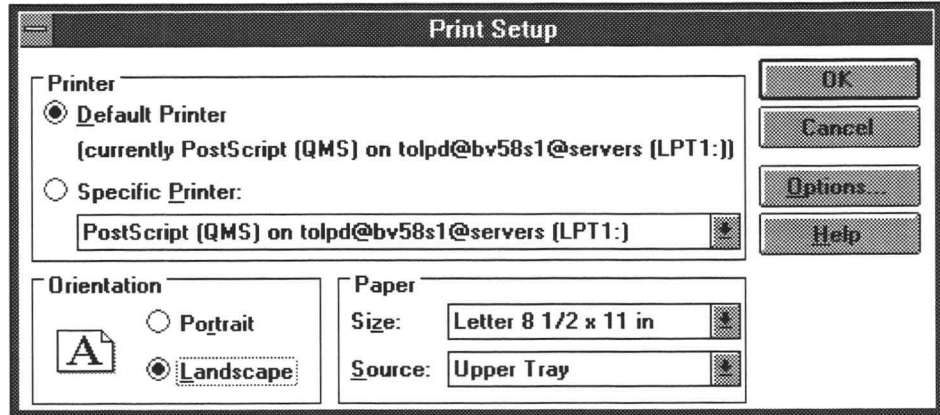 Print Setup
Printer
Default Printer
(currently PostScript (QMS) on tolpd@bv58s1@servers (LPT1:))
Specific Printer:
PostScript (QMS) on tolpd@bv58s1@servers (LPT1:)
OK
Cancel
Options...
Help
Orientation
A
Portrait
Landscape
Paper
Size:
Letter 8 1/2 x 11 in
Source:
Upper Tray